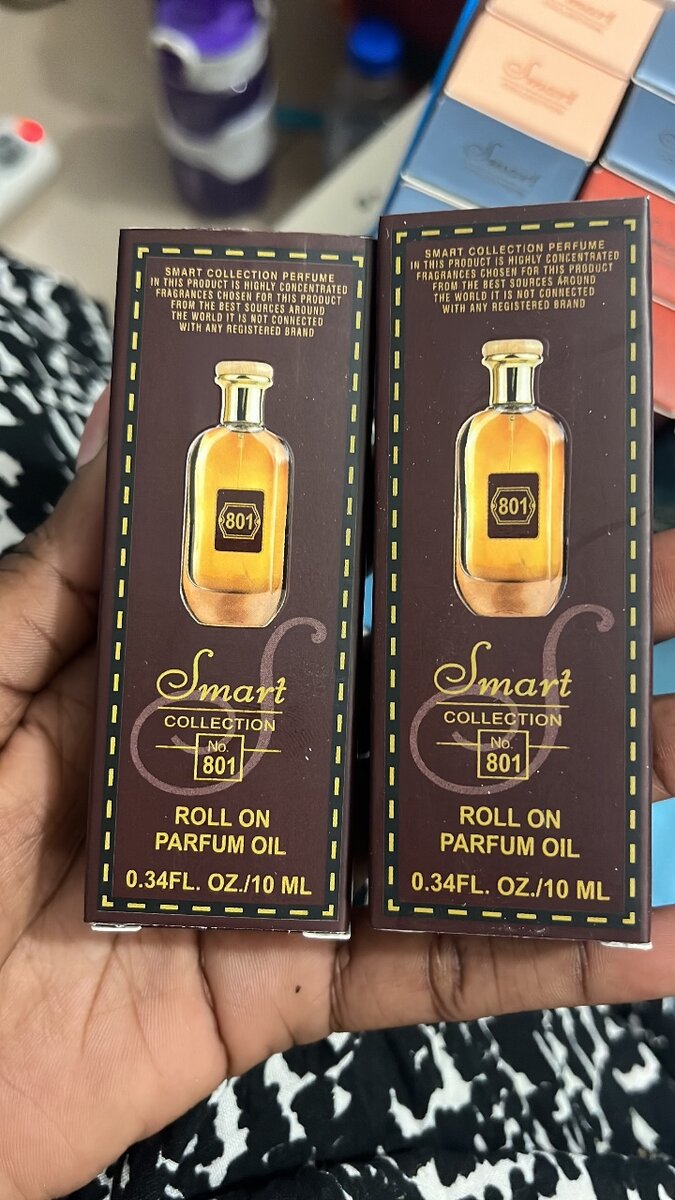 Smart
Smart
Smart
SMART COLLECTION PERFUME
IN THIS PRODUCT IS HIGHLY CONCENTRATED
FRAGRANCES CHOSEN FOR THIS PRODUCT
FROM THE BEST SOURCES AROUND
THE WORLD IT IS NOT CONNECTED
WITH ANY REGISTERED BRAND
801
Smart
COLLECTION
No.
801
ROLL ON
PARFUM OIL
0.34FL. OZ./10 ML
SMART COLLECTION PERFUME
IN THIS PRODUCT IS HIGHLY CONCENTRATED
FRAGRANCES CHOSEN FOR THIS PRODUCT
FROM THE BEST SOURCES AROUND
THE WORLD IT IS NOT CONNECTED
WITH ANY REGISTERED BRAND
801
Smart
COLLECTION
No.
801
ROLL ON
PARFUM OIL
0.34FL. OZ./10 ML